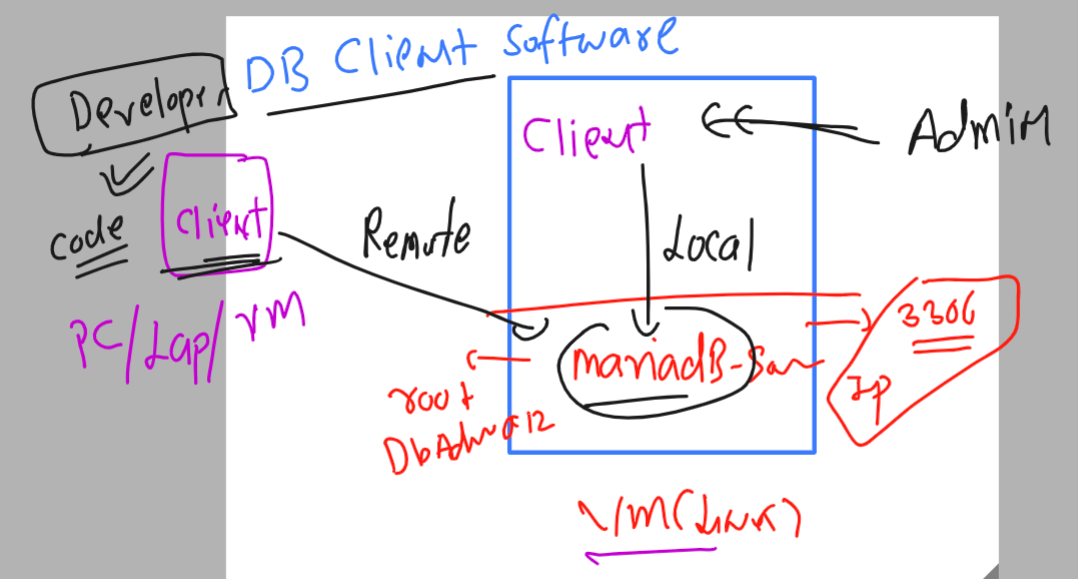 DB Client Software
Developer
Client
Admin
code
Client
Remote
Local
PC/Lap/VM
3306
mariadB-Ser
IP
root
VM(Linux)